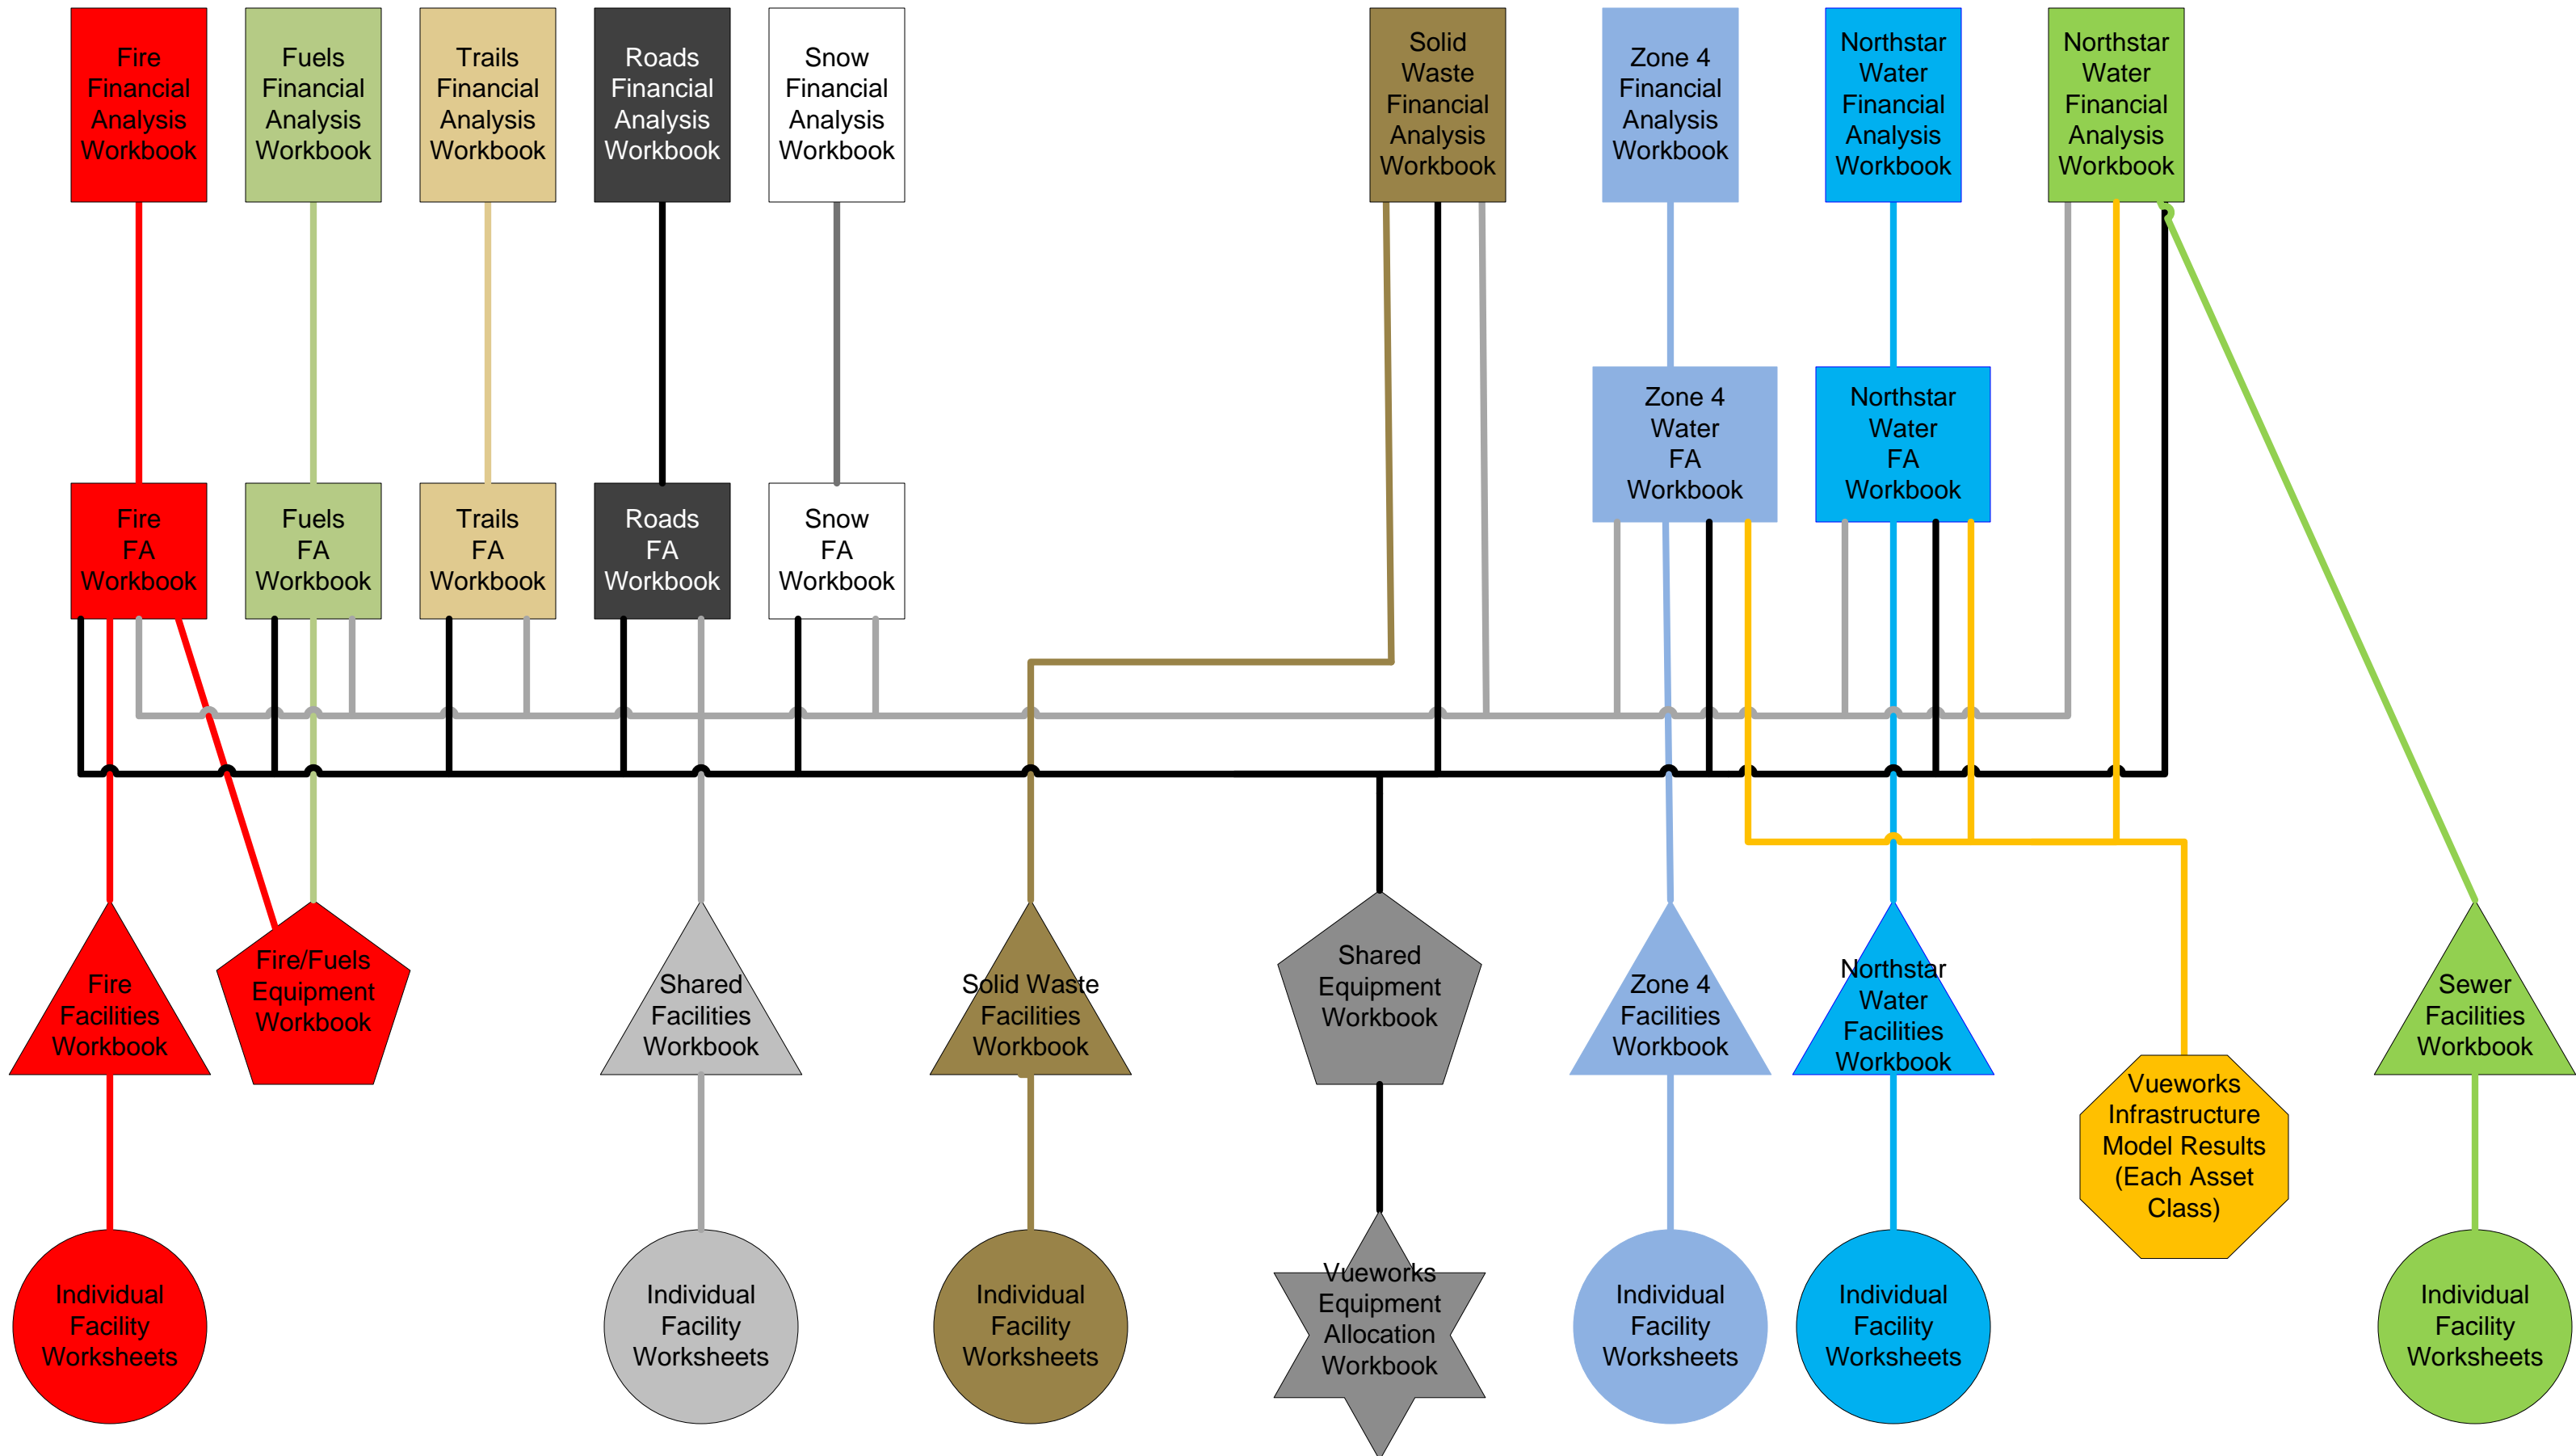 Fire
Financial
Analysis
Workbook
Fuels
Financial
Analysis
Workbook
Trails
Financial
Analysis
Workbook
Roads
Financial
Analysis
Workbook
Snow
Financial
Analysis
Workbook
Solid
Waste
Financial
Analysis
Workbook
Zone 4
Financial
Analysis
Workbook
Northstar
Water
Financial
Analysis
Workbook
Northstar
Water
Financial
Analysis
Workbook
Zone 4
Water
FA
Workbook
Northstar
Water
FA
Workbook
Fire
FA
Workbook
Fuels
FA
Workbook
Trails
FA
Workbook
Roads
FA
Workbook
Snow
FA
Workbook
Fire
Facilities
Workbook
Fire/Fuels
Equipment
Workbook
Shared
Facilities
Workbook
Solid Waste
Facilities
Workbook
Shared
Equipment
Workbook
Zone 4
Facilities
Workbook
Northstar
Water
Facilities
Workbook
Vueworks
Infrastructure
Model Results
(Each Asset
Class)
Sewer
Facilities
Workbook
Individual
Facility
Worksheets
Individual
Facility
Worksheets
Individual
Facility
Worksheets
Vueworks
Equipment
Allocation
Workbook
Individual
Facility
Worksheets
Individual
Facility
Worksheets
Individual
Facility
Worksheets